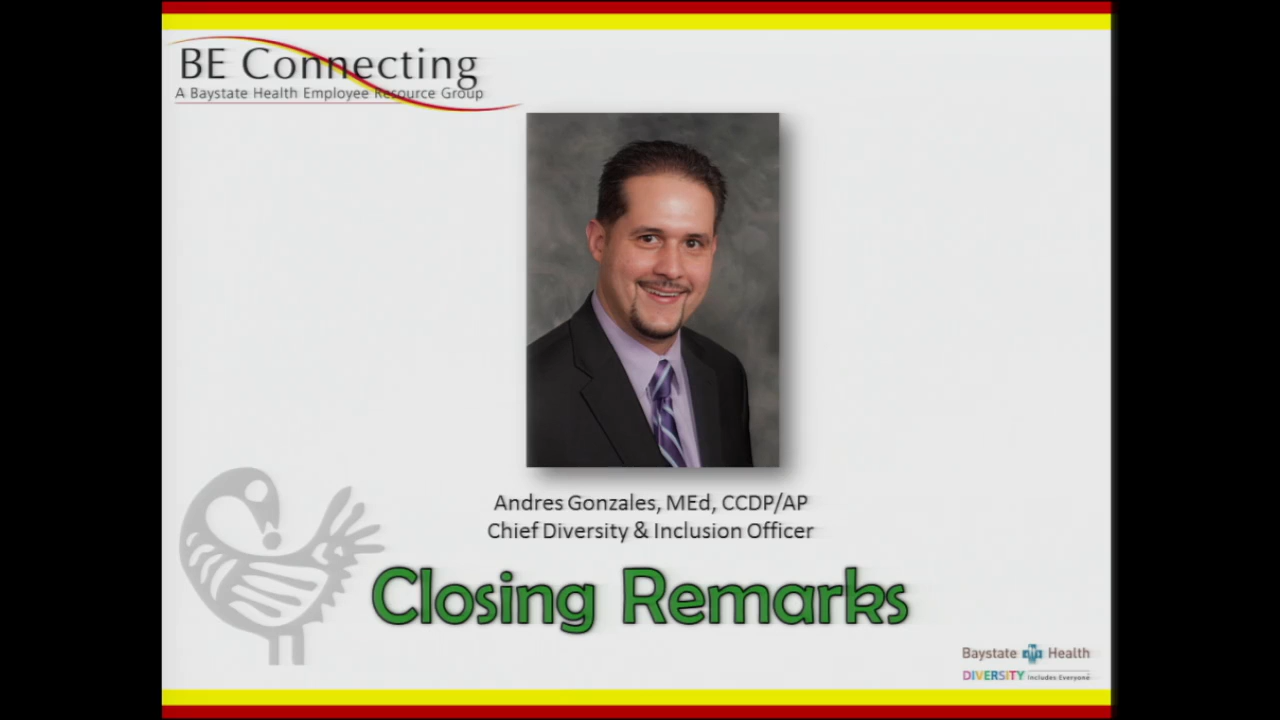 BE Connecting
A Baystate Health Employee Resource Group
Andres Gonzales, MEd, CCDP/AP
Chief Diversity & Inclusion Officer
Closing Remarks
Baystate Health
DIVERSITY Includes Everyone